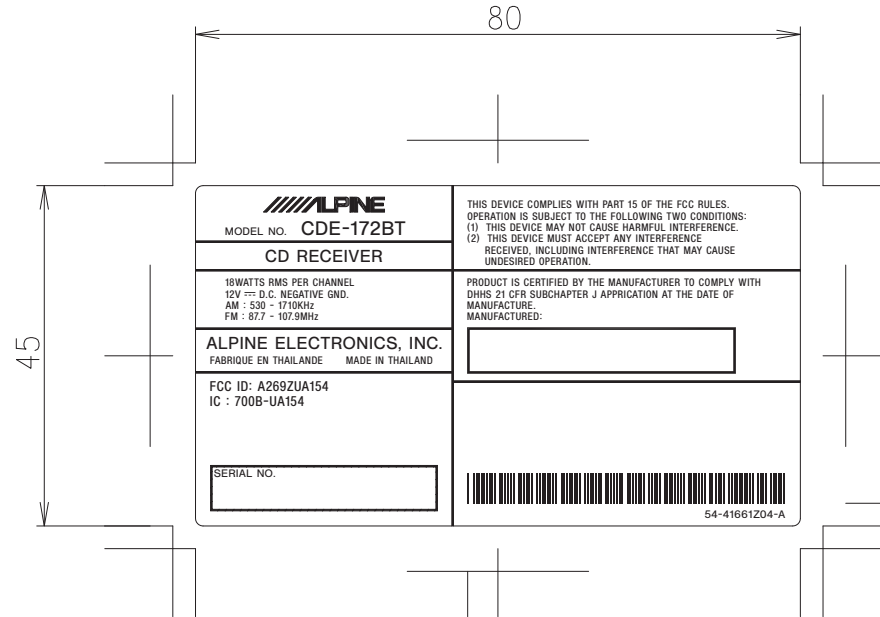 80
45
ALPINE
MODEL NO. CDE-172BT
CD RECEIVER
18WATTS RMS PER CHANNEL
12V ⎓ D.C. NEGATIVE GND.
AM : 530 - 1710KHz
FM : 87.7 - 107.9MHz
ALPINE ELECTRONICS, INC.
FABRIQUE EN THAILANDE MADE IN THAILAND
FCC ID: A269ZUA154
IC : 700B-UA154
SERIAL NO.
THIS DEVICE COMPLIES WITH PART 15 OF THE FCC RULES.
OPERATION IS SUBJECT TO THE FOLLOWING TWO CONDITIONS:
(1) THIS DEVICE MAY NOT CAUSE HARMFUL INTERFERENCE.
(2) THIS DEVICE MUST ACCEPT ANY INTERFERENCE
RECEIVED, INCLUDING INTERFERENCE THAT MAY CAUSE
UNDESIRED OPERATION.
PRODUCT IS CERTIFIED BY THE MANUFACTURER TO COMPLY WITH
DHHS 21 CFR SUBCHAPTER J APPRICATION AT THE DATE OF
MANUFACTURE.
MANUFACTURED:
54-41661Z04-A